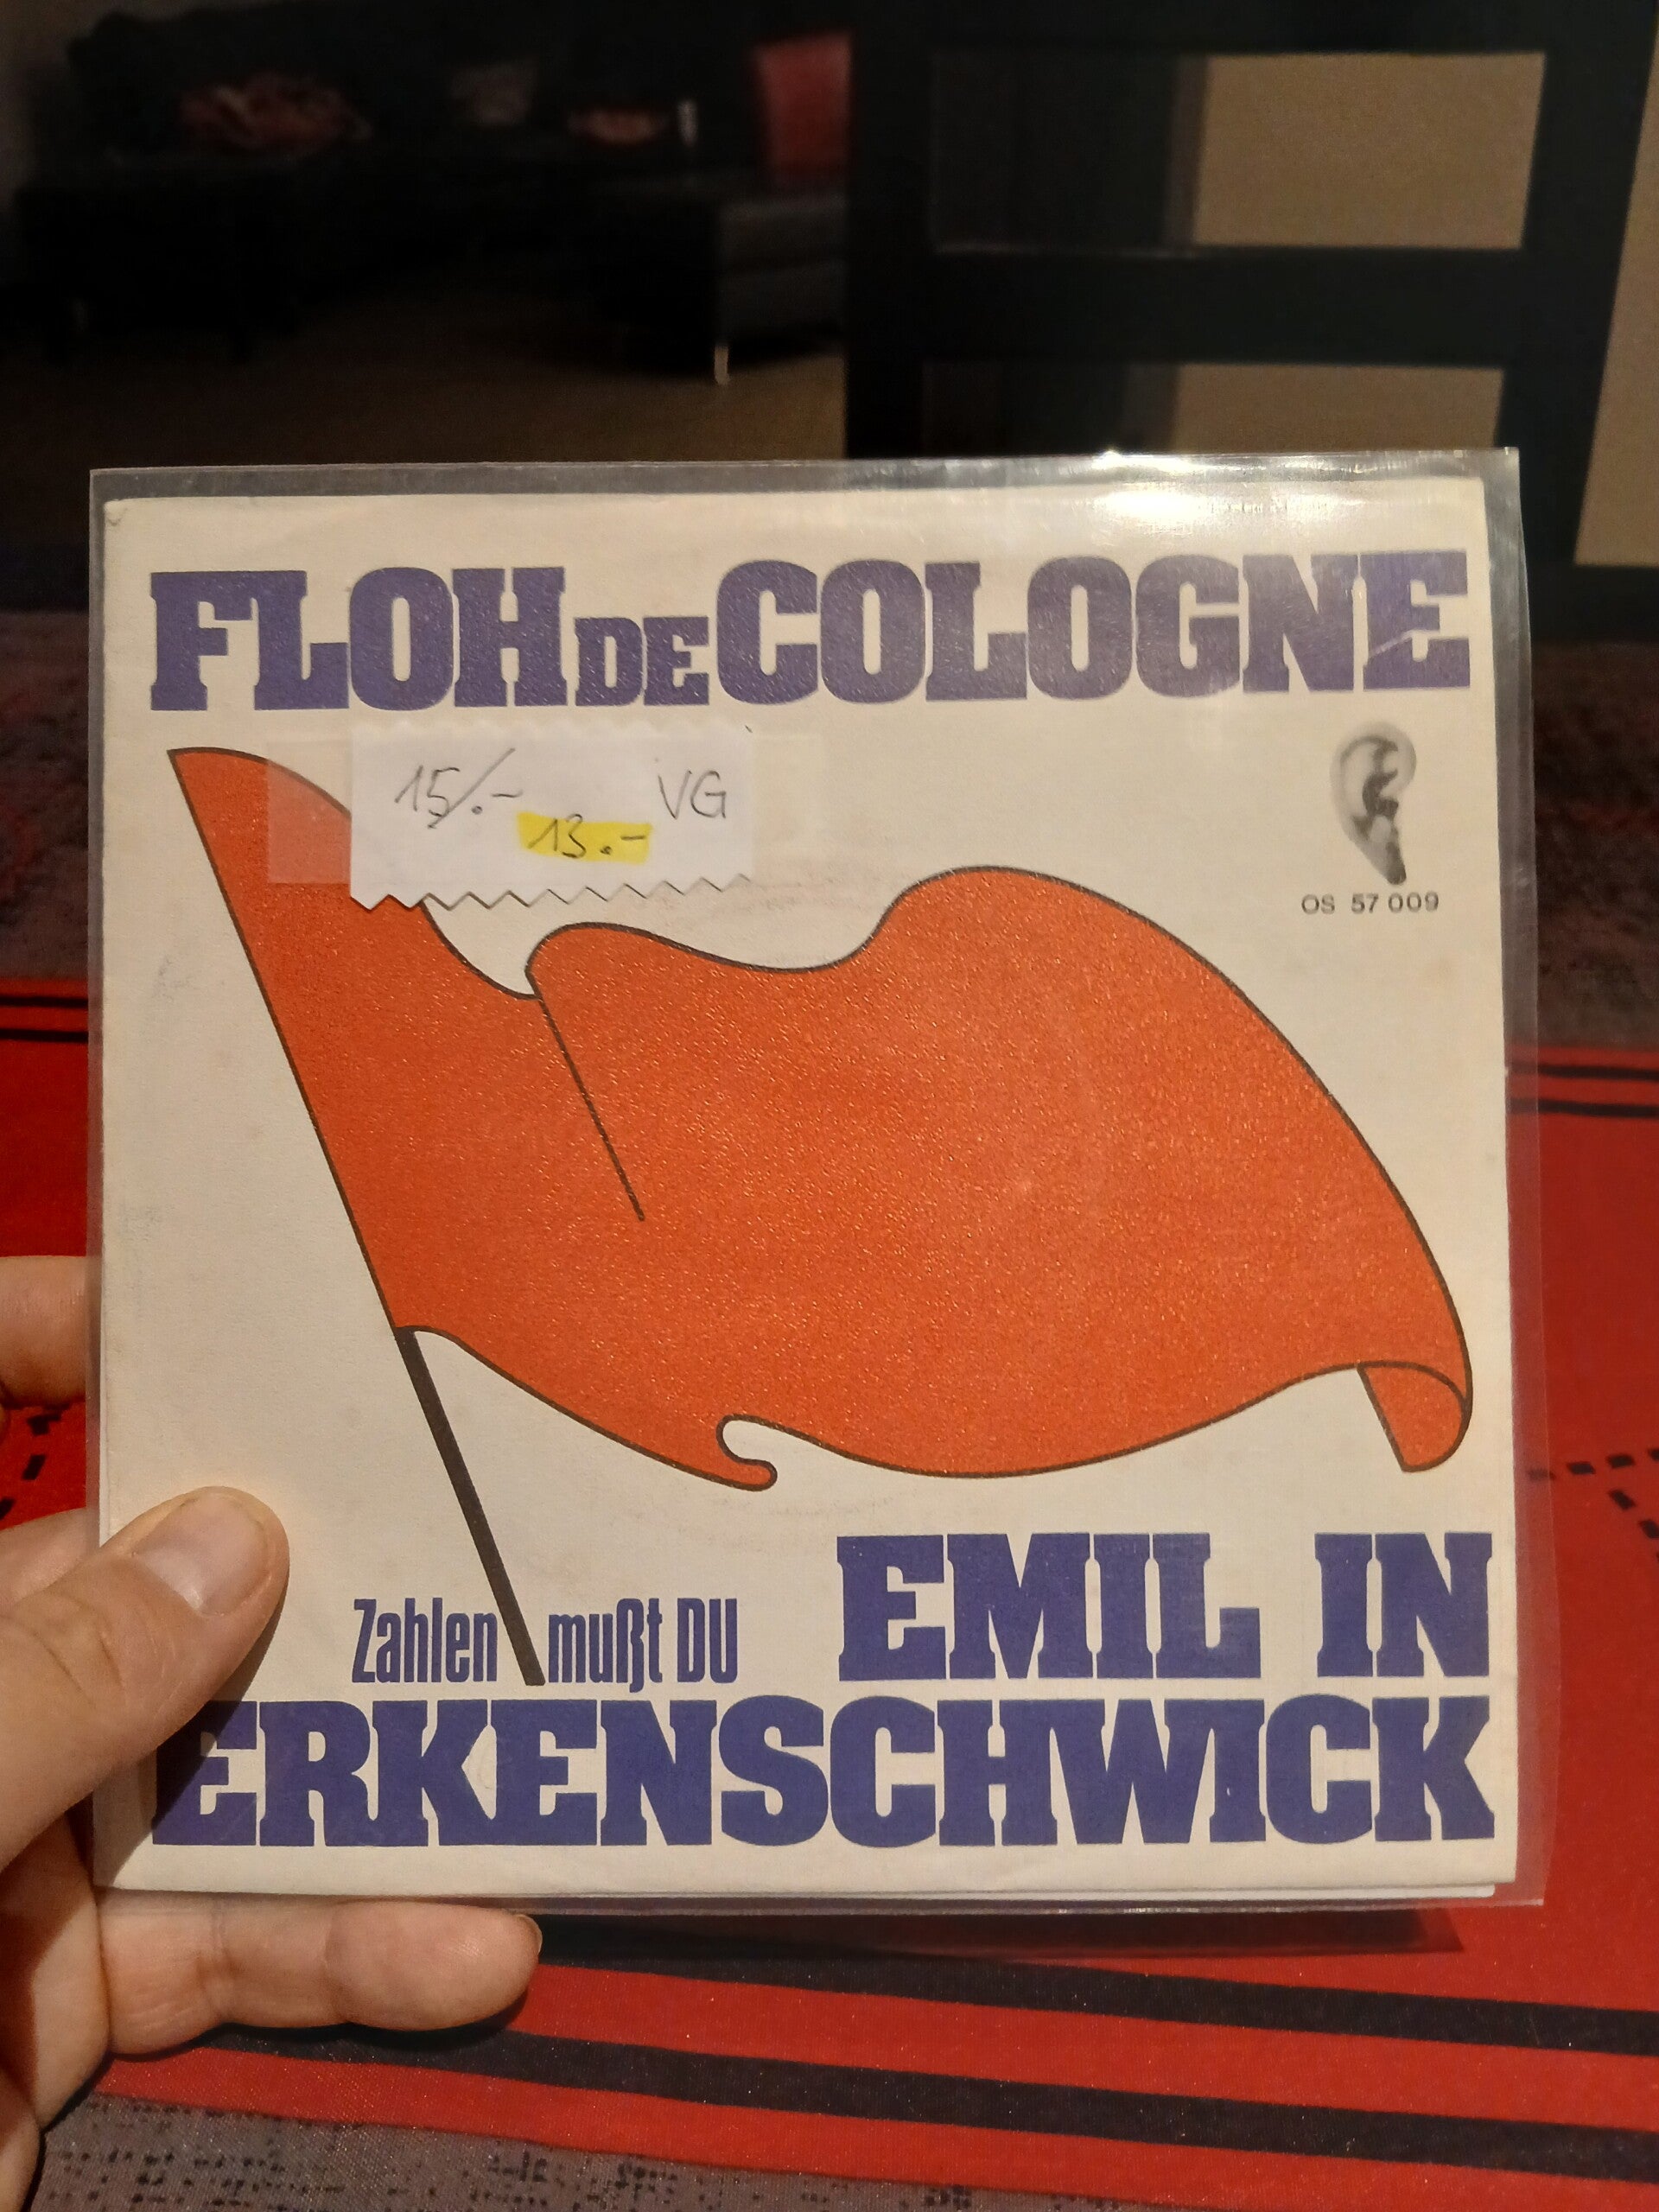 FLOH DE COLOGNE
15.- VG
13.-
OS 57 009
Zahlen mußt DU EMIL IN
ERKENSCHWICK